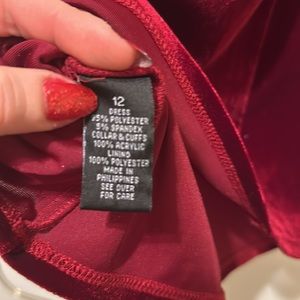 12
DRESS
95% POLYESTER
5% SPANDEX
COLLAR & CUFFS
100% ACRYLIC
LINING
100% POLYESTER
MADE IN
PHILIPPINES
SEE OVER
FOR CARE